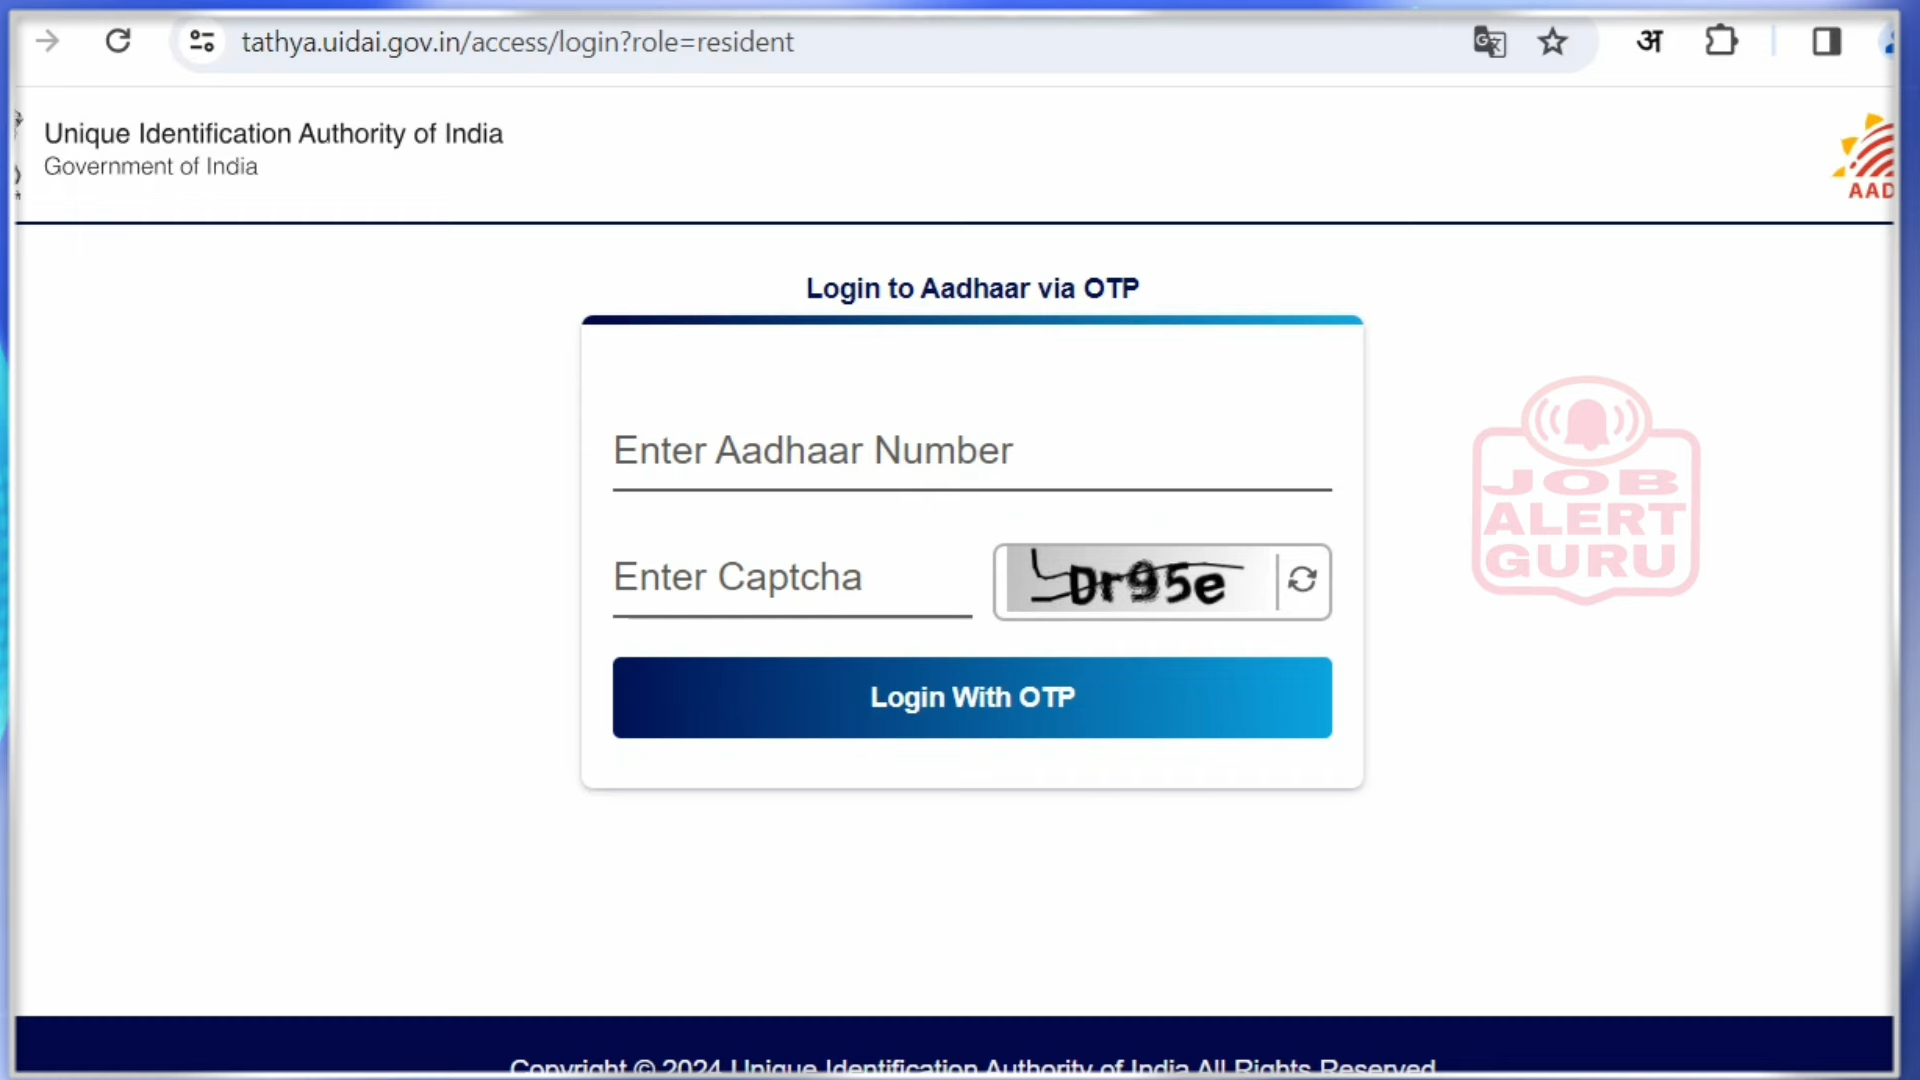 tathya.uidai.gov.in/access/login?role=resident
अ
Unique Identification Authority of India
Government of India
AAD
Login to Aadhaar via OTP
Enter Aadhaar Number
Enter Captcha
Dr95e
Login With OTP
JOB
ALERT
GURU
Copyright © 2024 Unique Identification Authority of India All Rights Reserved